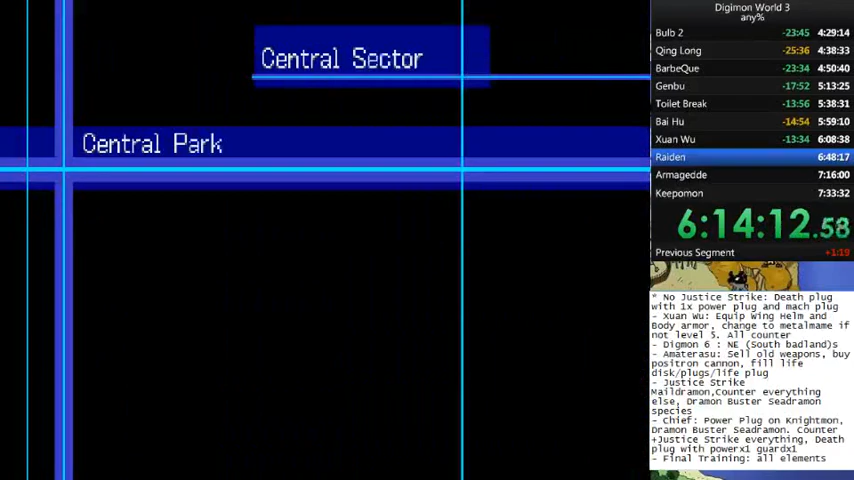 Central Sector
Central Park
Digimon World 3
any%
Bulb 2 -23:45 4:29:14
Qing Long -25:36 4:38:33
BarbeQue -23:34 4:50:40
Genbu -17:52 5:13:25
Toilet Break -13:56 5:38:31
Bai Hu -14:54 5:59:10
Xuan Wu -13:34 6:08:38
Raiden 6:48:17
Armagedde 7:16:00
Keepomon 7:33:32
6:14:12.58
Previous Segment +1:19
* No Justice Strike: Death plug
with 1x power plug and mach plug
- Xuan Wu: Equip Wing Helm and
Body armor, change to metalmame if
not level 5. All counter
- Digmon 6 : NE (South badland)s
- Amaterasu: Sell old weapons, buy
positron cannon, fill life
disk/plugs/life plug
- Justice Strike
Maildramon,Counter everything
else, Dramon Buster Seadramon
species
- Chief: Power Plug on Knightmon,
Dramon Buster Seadramon. Counter
+Justice Strike everything, Death
plug with powerx1 guardx1
- Final Training: all elements